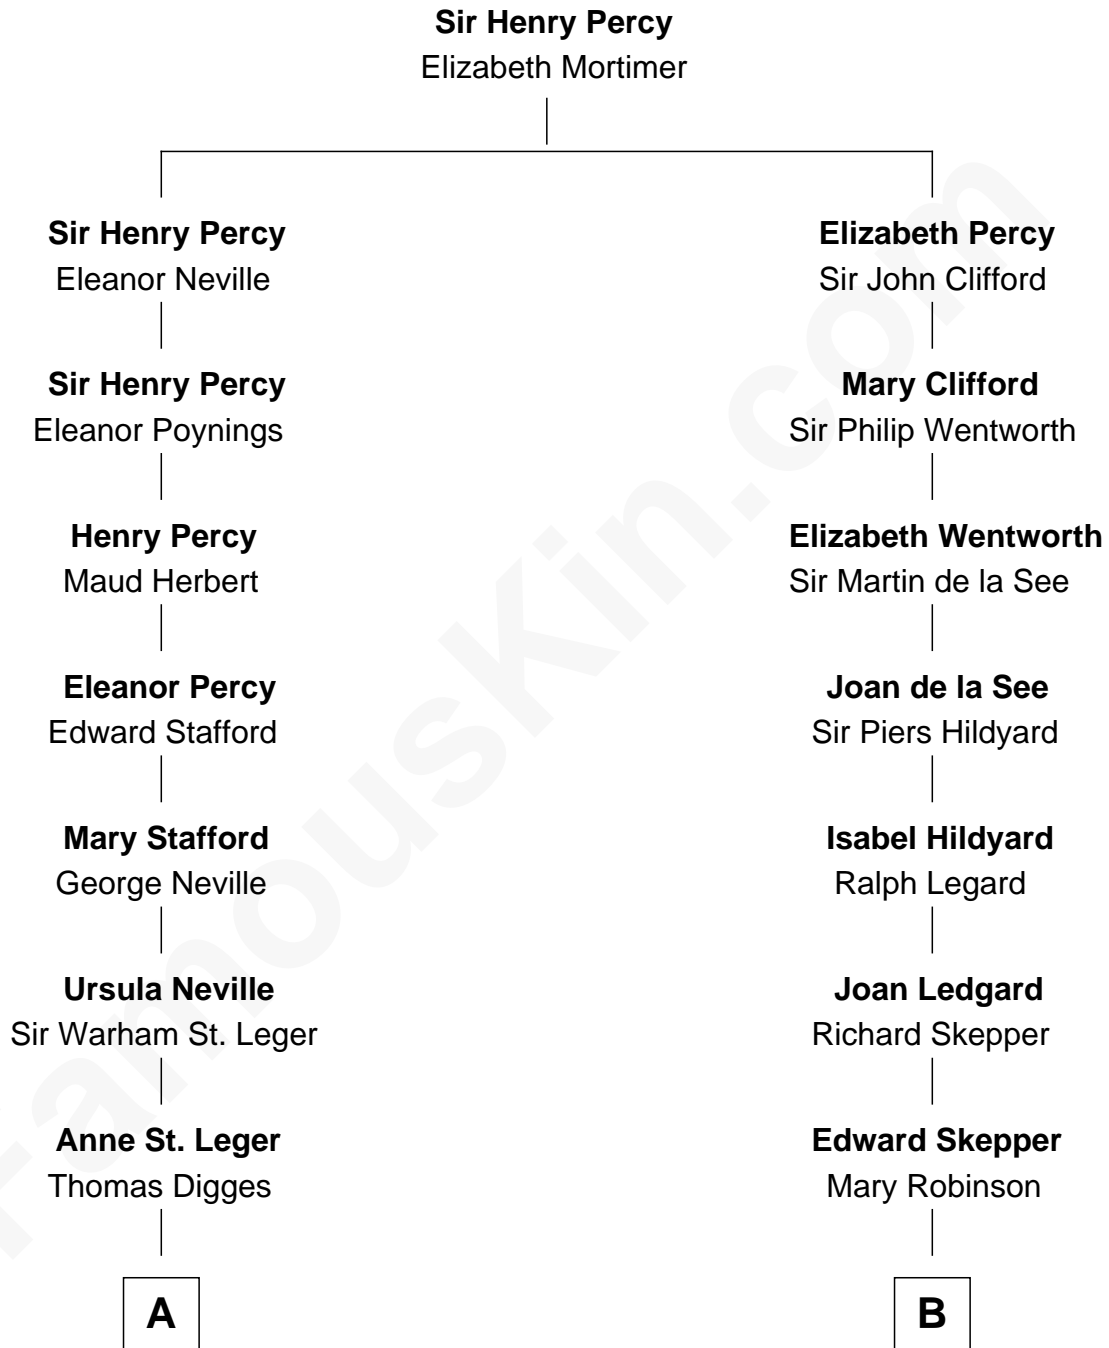 Sir Henry Percy
Elizabeth Mortimer
Sir Henry Percy
Eleanor Neville
Sir Henry Percy
Eleanor Poynings
Henry Percy
Maud Herbert
Eleanor Percy
Edward Stafford
Mary Stafford
George Neville
Ursula Neville
Sir Warham St. Leger
Anne St. Leger
Thomas Digges
A
Elizabeth Percy
Sir John Clifford
Mary Clifford
Sir Philip Wentworth
Elizabeth Wentworth
Sir Martin de la See
Joan de la See
Sir Piers Hildyard
Isabel Hildyard
Ralph Legard
Joan Ledgard
Richard Skepper
Edward Skepper
Mary Robinson
B
FamousKin.com